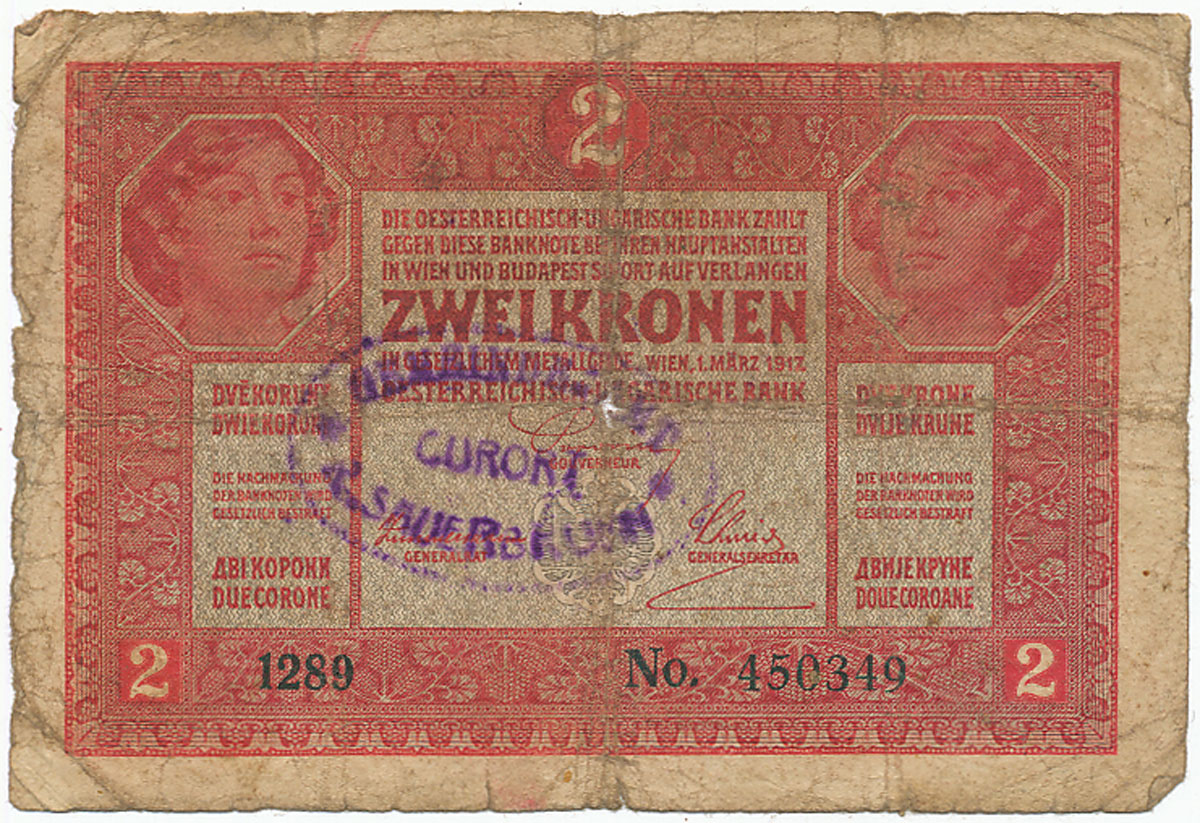 2
DIE OESTERREICHISCH-UNGARISCHE BANK ZAHLT
GEGEN DIESE BANKNOTE BEI IHREN HAUPTANSTALTEN
IN WIEN UND BUDAPEST SOFORT AUF VERLANGEN
ZWEI KRONEN
IN GESETZLICHEM METALLGELDE. WIEN, 1. MÄRZ 1917
OESTERREICHISCH-UNGARISCHE BANK
DVĚ KORUNY
DWIE KORONY
DIE NACHMACHUNG
DER BANKNOTEN WIRD
GESETZLICH BESTRAFT
ДВІ КОРОНИ
DUE CORONE
GOUVERNEUR
GENERALRAT
GENERALSEKRETÄR
CURORT
SAUERBRUNN
DVE KRONE
DVIJE KRUNE
DIE NACHMACHUNG
DER BANKNOTEN WIRD
GESETZLICH BESTRAFT
ДВИЈЕ КРУНЕ
DOUE COROANE
2
1289
No. 450349
2